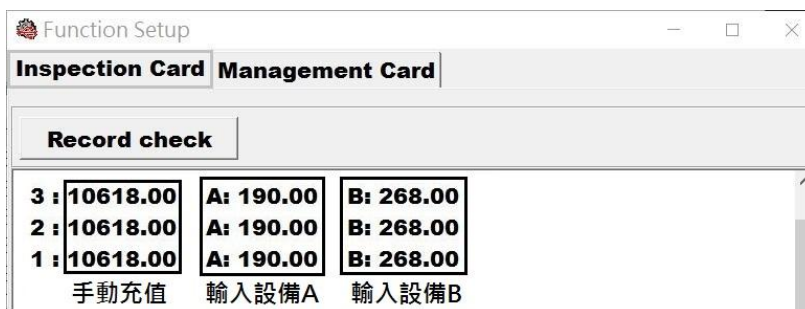 Function Setup
Inspection Card Management Card
Record check
3 : 10618.00 A: 190.00 B: 268.00
2 : 10618.00 A: 190.00 B: 268.00
1 : 10618.00 A: 190.00 B: 268.00
手動充值 輸入設備A 輸入設備B